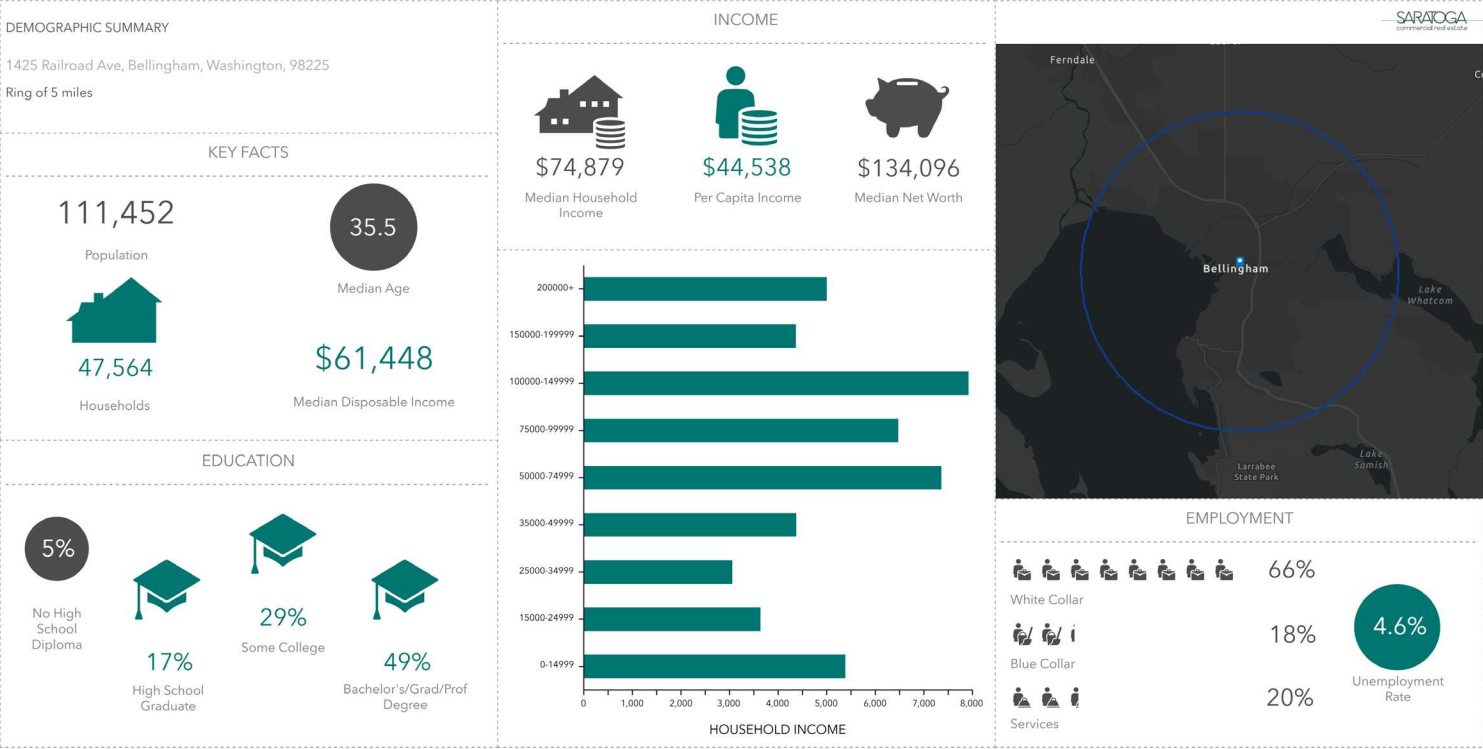 DEMOGRAPHIC SUMMARY
1425 Railroad Ave, Bellingham, Washington, 98225
Ring of 5 miles
KEY FACTS
111,452
Population
35.5
Median Age
47,564
Households
$61,448
Median Disposable Income
EDUCATION
5%
No High
School
Diploma
17%
High School
Graduate
29%
Some College
49%
Bachelor's/Grad/Prof
Degree
INCOME
$74,879
Median Household
Income
$44,538
Per Capita Income
$134,096
Median Net Worth
200000+
150000-199999
100000-149999
75000-99999
50000-74999
35000-49999
25000-34999
15000-24999
0-14999
0 1,000 2,000 3,000 4,000 5,000 6,000 7,000 8,000
HOUSEHOLD INCOME
SARATOGA
commercial real estate
Ferndale
Bellingham
Lake
Whatcom
Lake
Samish
Larrabee
State Park
EMPLOYMENT
66%
White Collar
18%
Blue Collar
20%
Services
4.6%
Unemployment
Rate